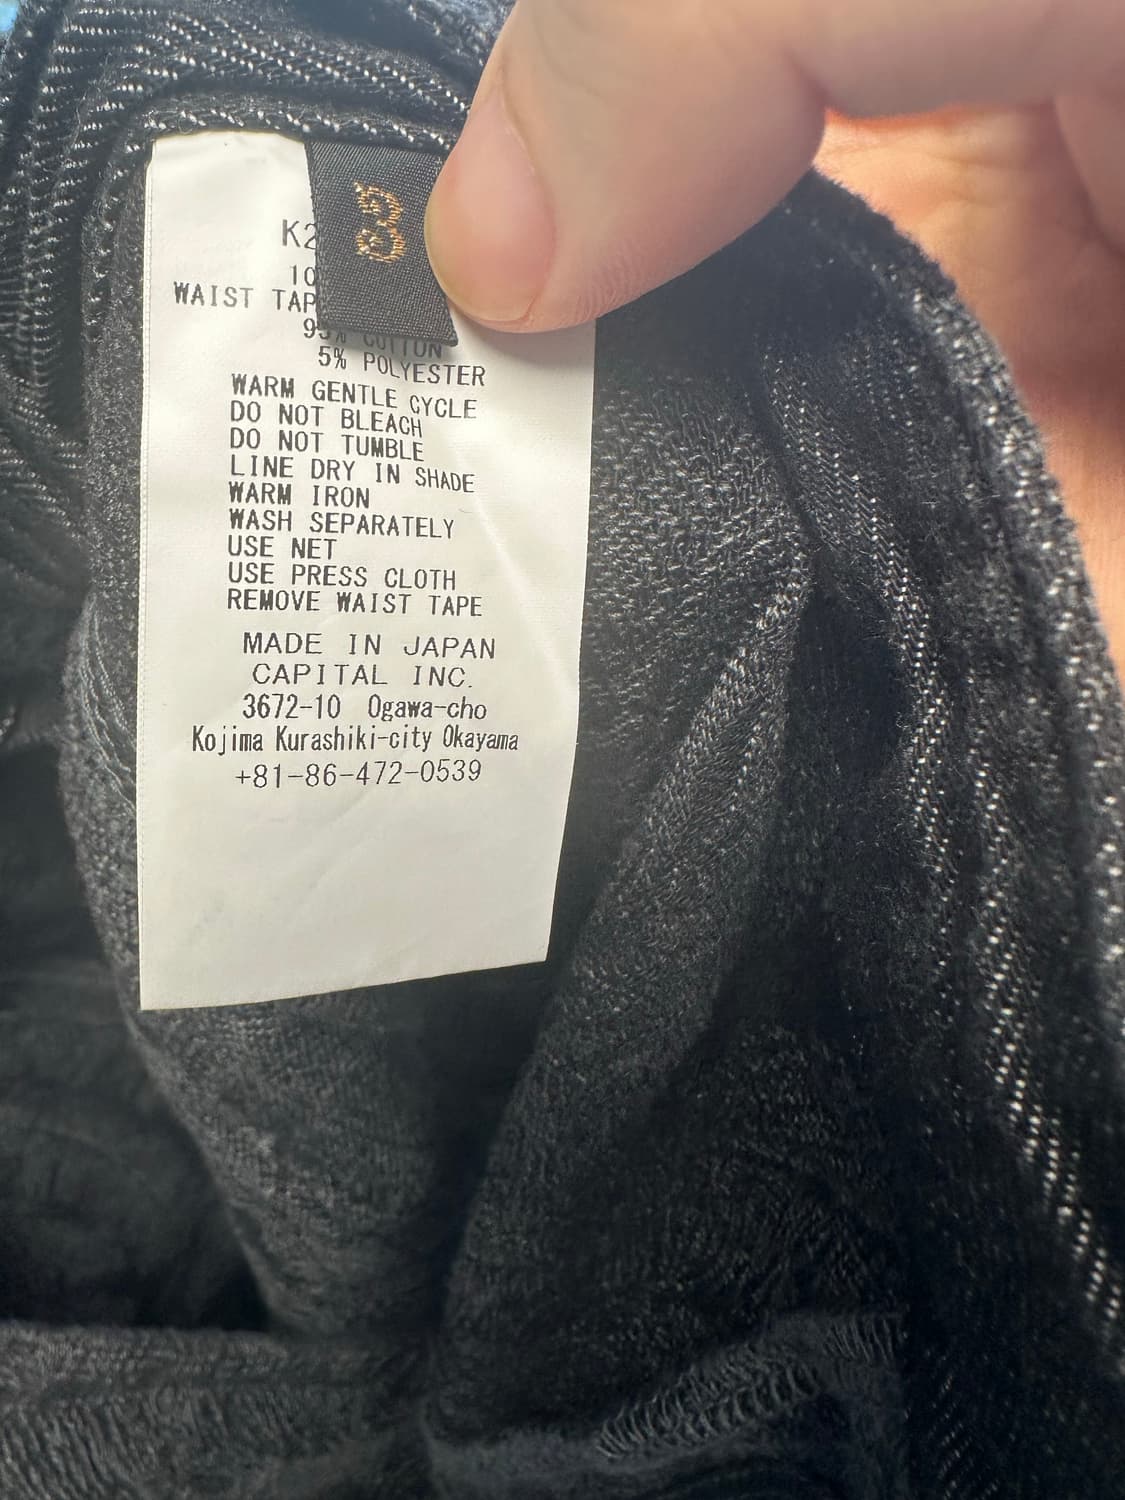 3
K2
10
WAIST TAP
95% COTTON
5% POLYESTER
WARM GENTLE CYCLE
DO NOT BLEACH
DO NOT TUMBLE
LINE DRY IN SHADE
WARM IRON
WASH SEPARATELY
USE NET
USE PRESS CLOTH
REMOVE WAIST TAPE
MADE IN JAPAN
CAPITAL INC.
3672-10 Ogawa-cho
Kojima Kurashiki-city Okayama
+81-86-472-0539